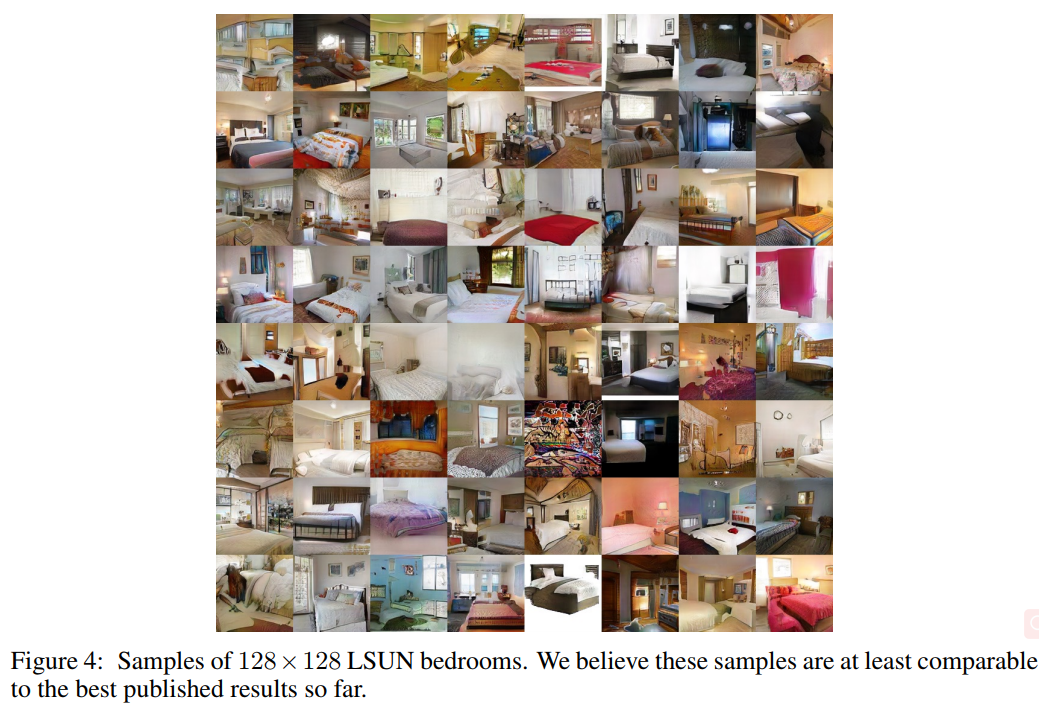 Figure 4: Samples of 128 × 128 LSUN bedrooms. We believe these samples are at least comparable
to the best published results so far.